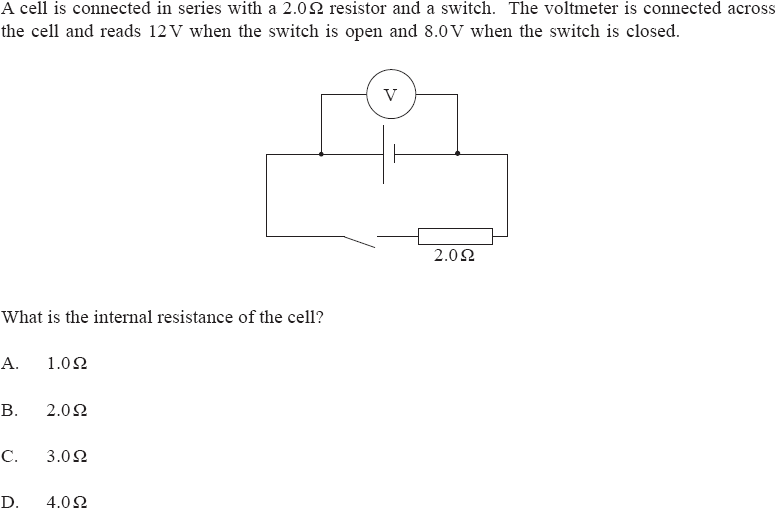 A cell is connected in series with a 2.0Ω resistor and a switch. The voltmeter is connected across
the cell and reads 12V when the switch is open and 8.0V when the switch is closed.
V
2.0Ω
What is the internal resistance of the cell?
A. 1.0Ω
B. 2.0Ω
C. 3.0Ω
D. 4.0Ω